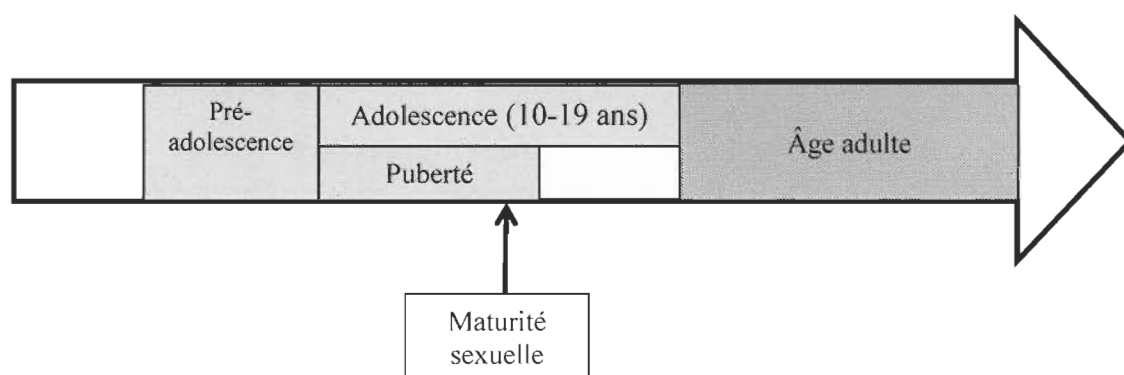 Pré-
adolescence
Adolescence (10-19 ans)
Puberté
Âge adulte
Maturité
sexuelle